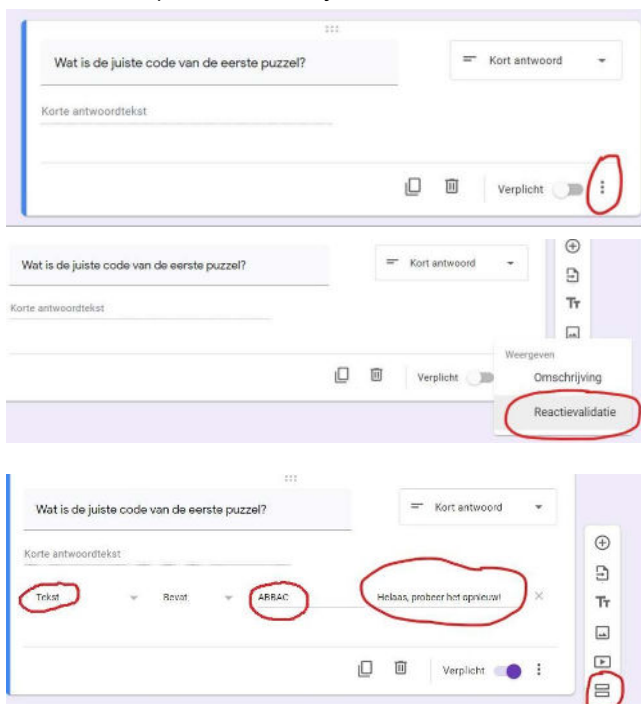 Wat is de juiste code van de eerste puzzel?
Kort antwoord
Korte antwoordtekst
Verplicht
Wat is de juiste code van de eerste puzzel?
Kort antwoord
Korte antwoordtekst
Tт
Weergeven
Verplicht
Omschrijving
Reactievalidatie
Wat is de juiste code van de eerste puzzel?
Kort antwoord
Korte antwoordtekst
Tekst Bevat ABBAC Helaas, probeer het opnieuw!
Tт
Verplicht